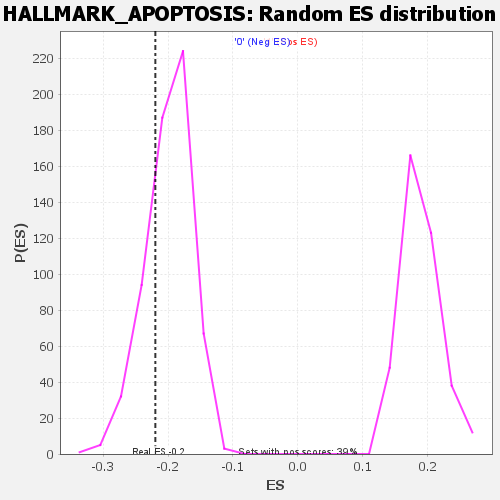 HALLMARK_APOPTOSIS: Random ES distribution
'0' (Neg ES)os ES)
220
200
180
160
140
120
100
80
60
40
20
0
P(ES)
Real ES -0.2
Sets with pos scores: 39%
-0.3 -0.2 -0.1 0.0 0.1 0.2
ES